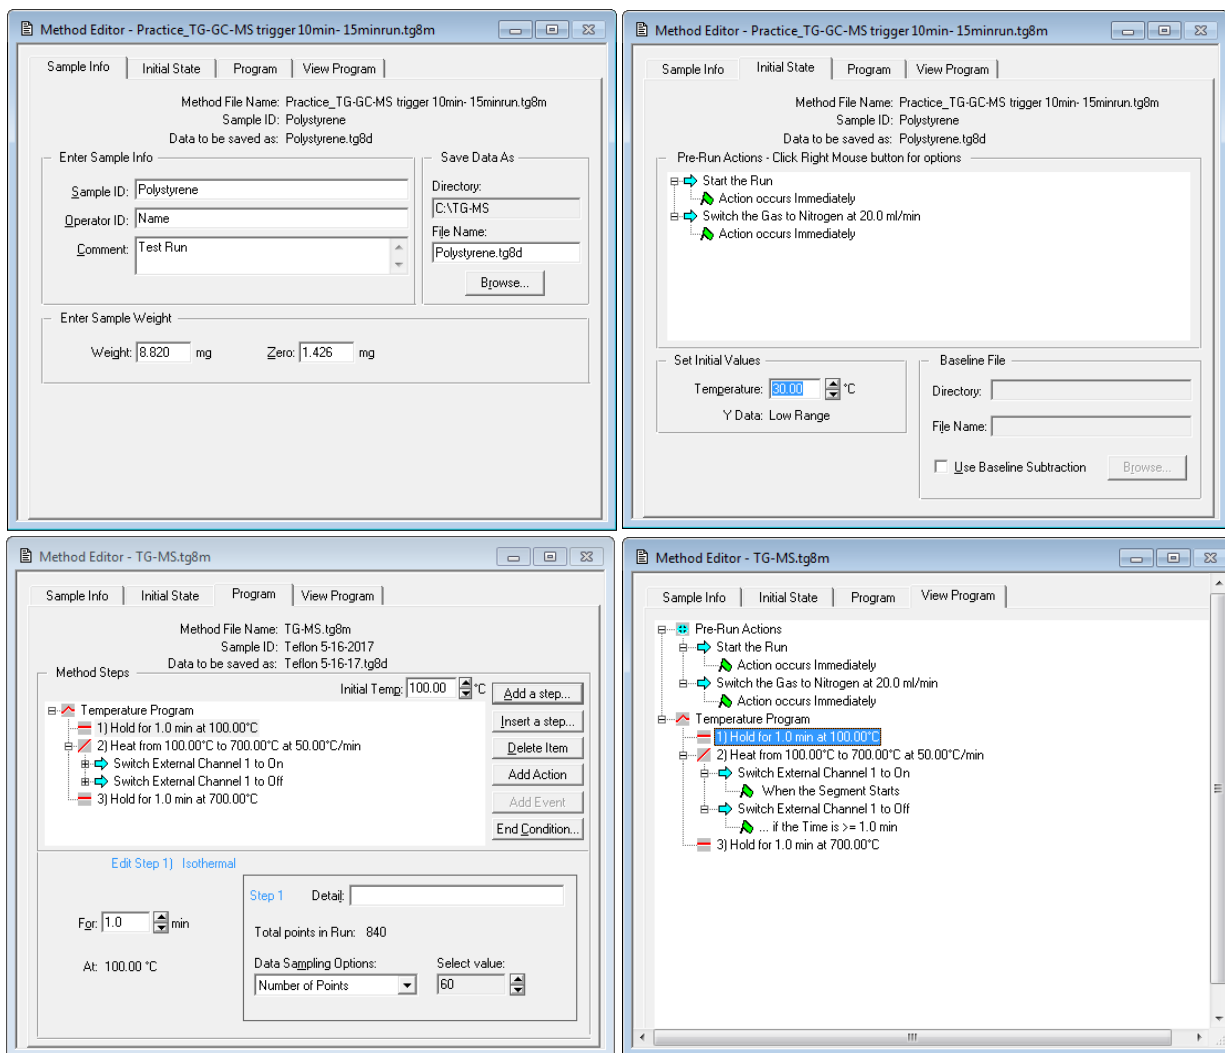 Method Editor - Practice_TG-GC-MS trigger 10min- 15minrun.tg8m
Sample Info Initial State Program View Program
Method File Name: Practice_TG-GC-MS trigger 10min- 15minrun.tg8m
Sample ID: Polystyrene
Data to be saved as: Polystyrene.tg8d
Enter Sample Info
Sample ID: Polystyrene
Operator ID: Name
Comment: Test Run
Save Data As
Directory:
C:\TG-MS
File Name:
Polystyrene.tg8d
Browse...
Enter Sample Weight
Weight: 8.820 mg Zero: 1.426 mg
Method Editor - Practice_TG-GC-MS trigger 10min- 15minrun.tg8m
Sample Info Initial State Program View Program
Method File Name: Practice_TG-GC-MS trigger 10min- 15minrun.tg8m
Sample ID: Polystyrene
Data to be saved as: Polystyrene.tg8d
Pre-Run Actions - Click Right Mouse button for options
Start the Run
Action occurs Immediately
Switch the Gas to Nitrogen at 20.0 ml/min
Action occurs Immediately
Set Initial Values
Temperature: 30.00 °C
Y Data: Low Range
Baseline File
Directory:
File Name:
Use Baseline Subtraction Browse...
Method Editor - TG-MS.tg8m
Sample Info Initial State Program View Program
Method File Name: TG-MS.tg8m
Sample ID: Teflon 5-16-2017
Data to be saved as: Teflon 5-16-17.tg8d
Method Steps
Initial Temp: 100.00 °C
Temperature Program
1) Hold for 1.0 min at 100.00°C
2) Heat from 100.00°C to 700.00°C at 50.00°C/min
Switch External Channel 1 to On
Switch External Channel 1 to Off
3) Hold for 1.0 min at 700.00°C
Add a step...
Insert a step...
Delete Item
Add Action
Add Event
End Condition...
Edit Step 1) Isothermal
For: 1.0 min
At: 100.00 °C
Step 1 Detail:
Total points in Run: 840
Data Sampling Options: Select value:
Number of Points 60
Method Editor - TG-MS.tg8m
Sample Info Initial State Program View Program
Pre-Run Actions
Start the Run
Action occurs Immediately
Switch the Gas to Nitrogen at 20.0 ml/min
Action occurs Immediately
Temperature Program
1) Hold for 1.0 min at 100.00°C
2) Heat from 100.00°C to 700.00°C at 50.00°C/min
Switch External Channel 1 to On
When the Segment Starts
Switch External Channel 1 to Off
... if the Time is >= 1.0 min
3) Hold for 1.0 min at 700.00°C